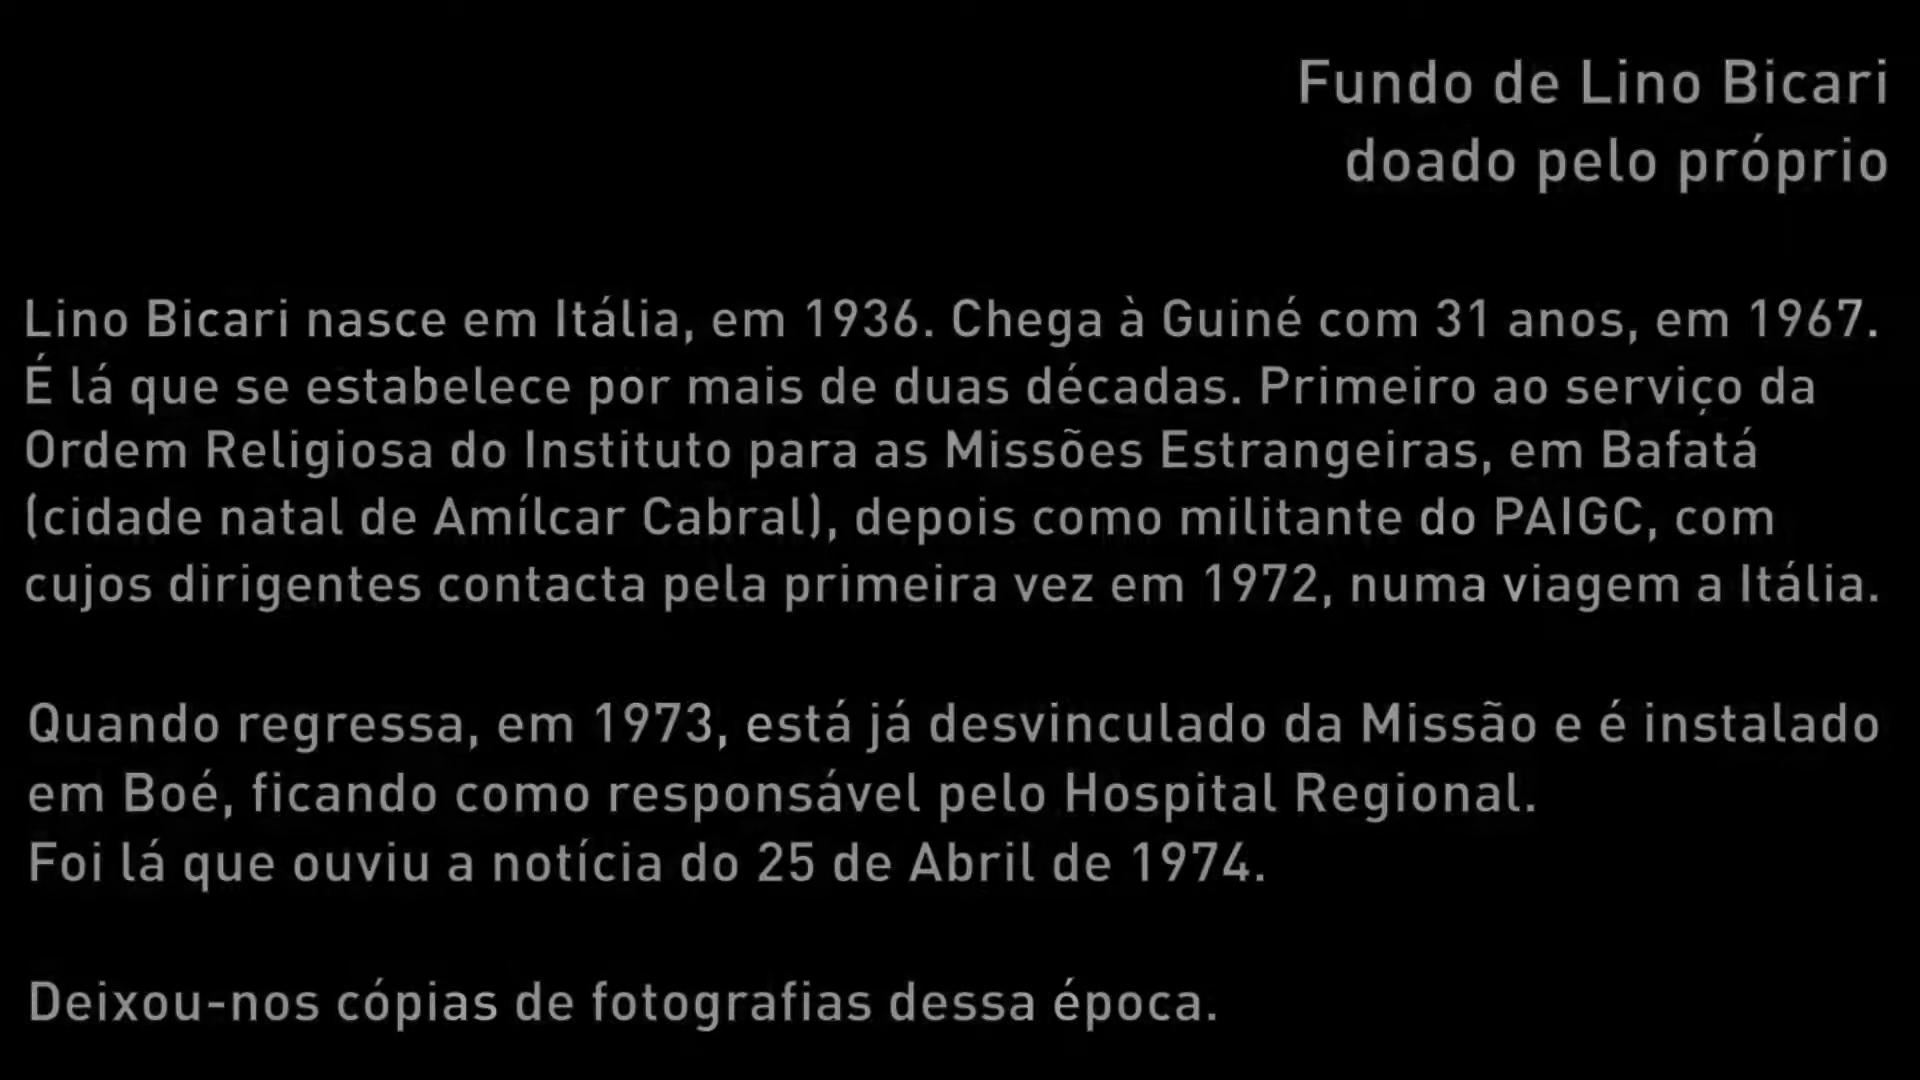 Fundo de Lino Bicari
doado pelo próprio
Lino Bicari nasce em Itália, em 1936. Chega à Guiné com 31 anos, em 1967.
É lá que se estabelece por mais de duas décadas. Primeiro ao serviço da
Ordem Religiosa do Instituto para as Missões Estrangeiras, em Bafatá
(cidade natal de Amílcar Cabral), depois como militante do PAIGC, com
cujos dirigentes contacta pela primeira vez em 1972, numa viagem a Itália.
Quando regressa, em 1973, está já desvinculado da Missão e é instalado
em Boé, ficando como responsável pelo Hospital Regional.
Foi lá que ouviu a notícia do 25 de Abril de 1974.
Deixou-nos cópias de fotografias dessa época.